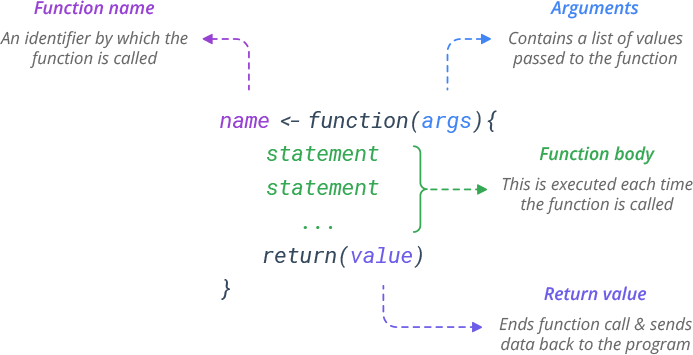 Function name
An identifier by which the
function is called
Arguments
Contains a list of values
passed to the function
name <- function(args){
statement
statement
...
return(value)
}
Function body
This is executed each time
the function is called
Return value
Ends function call & sends
data back to the program